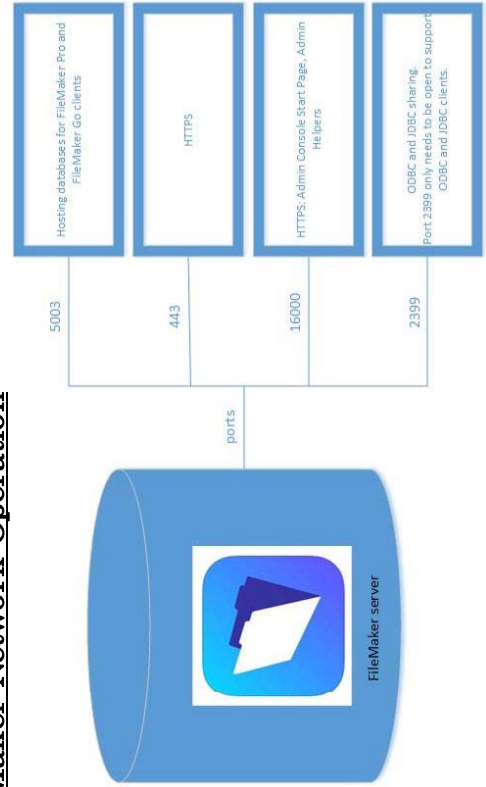 Maker Network Operation
FileMaker server
ports
5003
Hosting databases for FileMaker Pro and
FileMaker Go clients
443
HTTPS
16000
HTTPS: Admin Console Start Page, Admin
Helpers
2399
ODBC and JDBC sharing.
Port 2399 only needs to be open to support
ODBC and JDBC clients.